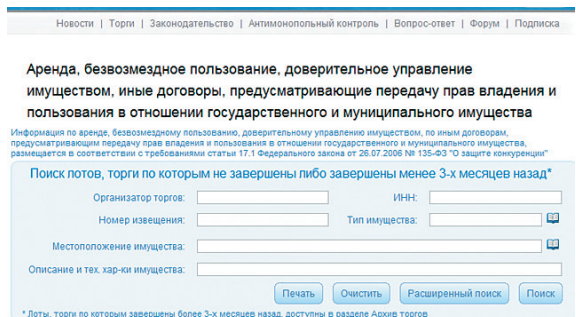 Новости | Торги | Законодательство | Антимонопольный контроль | Вопрос-ответ | Форум | Подписка
Аренда, безвозмездное пользование, доверительное управление
имуществом, иные договоры, предусматривающие передачу прав владения и
пользования в отношении государственного и муниципального имущества
Информация по аренде, безвозмездному пользованию, доверительному управлению имуществом, по иным договорам,
предусматривающим передачу прав владения и пользования в отношении государственного и муниципального имущества,
размещается в соответствии с требованиями статьи 17.1 Федерального закона от 26.07.2006 № 135-ФЗ "О защите конкуренции"
Поиск лотов, торги по которым не завершены либо завершены менее 3-х месяцев назад*
Организатор торгов: ИНН:
Номер извещения: Тип имущества:
Местоположение имущества:
Описание и тех. хар-ки имущества:
Печать Очистить Расширенный поиск Поиск
* Лоты, торги по которым завершены более 3-х месяцев назад, доступны в разделе Архив торгов